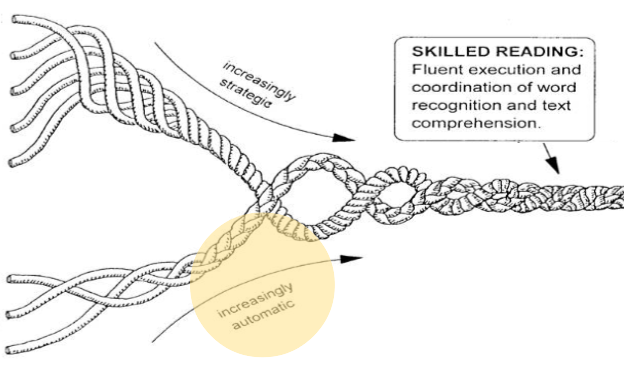 increasingly
strategic
SKILLED READING:
Fluent execution and
coordination of word
recognition and text
comprehension.
increasingly
automatic